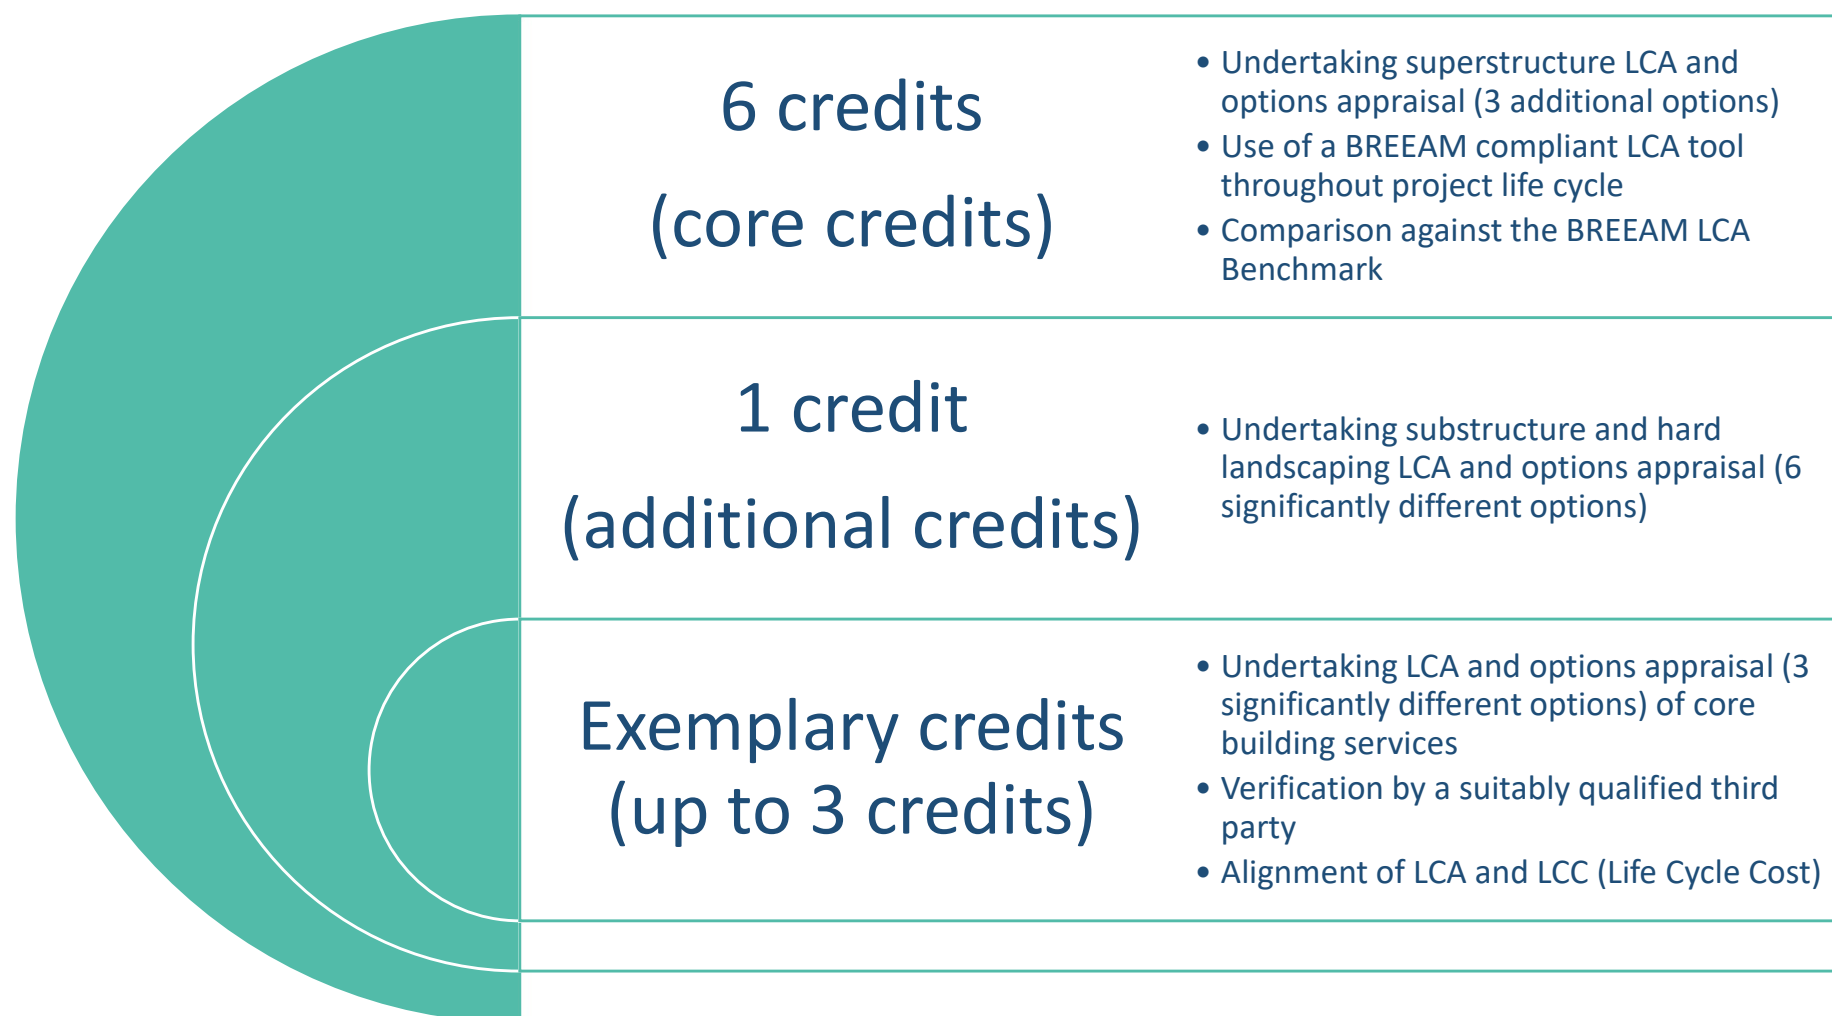 6 credits
(core credits)
• Undertaking superstructure LCA and
options appraisal (3 additional options)
• Use of a BREEAM compliant LCA tool
throughout project life cycle
• Comparison against the BREEAM LCA
Benchmark
1 credit
(additional credits)
• Undertaking substructure and hard
landscaping LCA and options appraisal (6
significantly different options)
Exemplary credits
(up to 3 credits)
• Undertaking LCA and options appraisal (3
significantly different options) of core
building services
• Verification by a suitably qualified third
party
• Alignment of LCA and LCC (Life Cycle Cost)